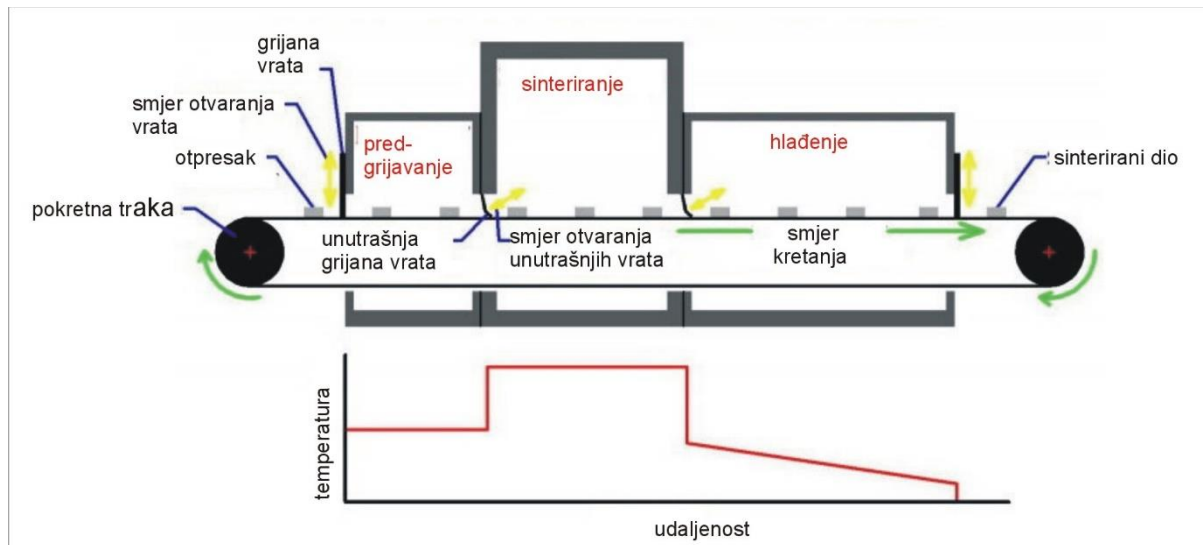 grijana
vrata
smjer otvaranja
vrata
otpresak
pokretna traka
pred-
grijavanje
sinteriranje
hlađenje
sinterirani dio
unutrašnja
grijana vrata
smjer otvaranja
unutrašnjih vrata
smjer
kretanja
temperatura
udaljenost